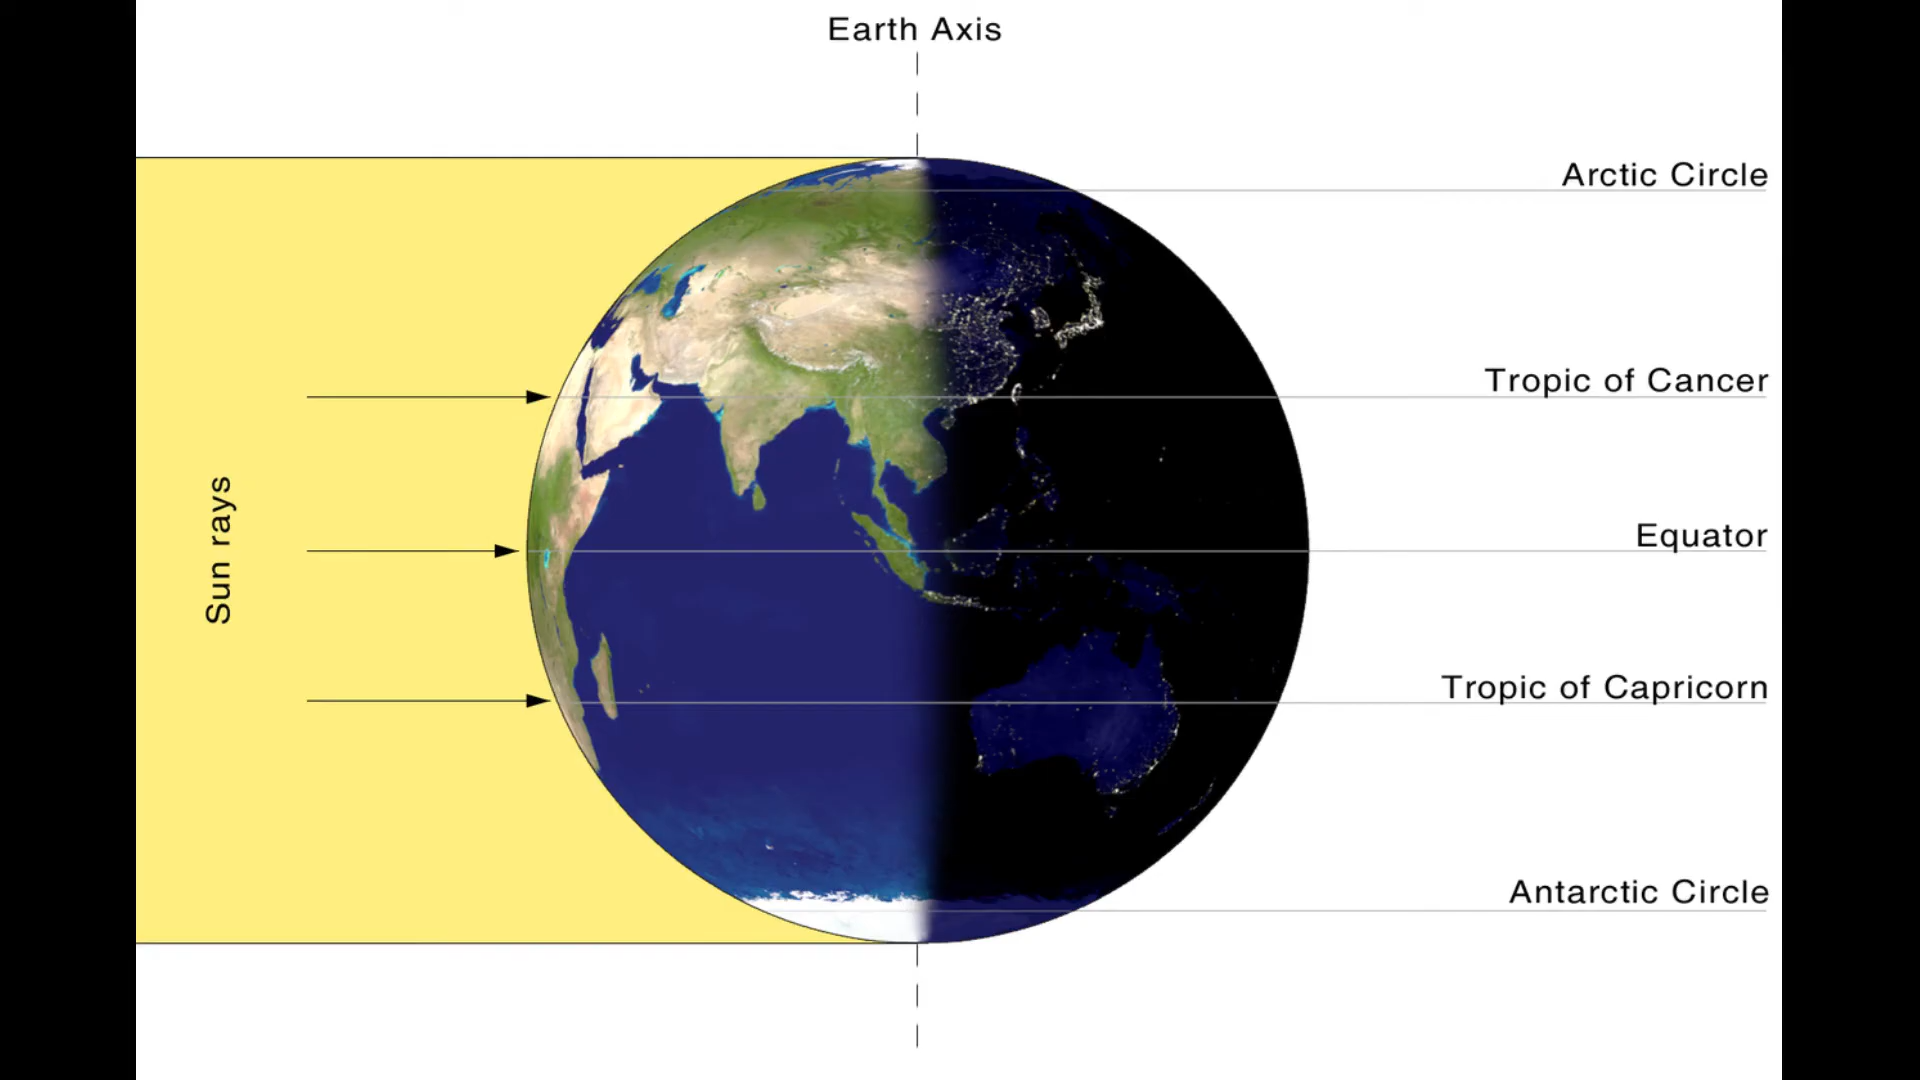 Earth Axis
Arctic Circle
Tropic of Cancer
Sun rays
Equator
Tropic of Capricorn
Antarctic Circle